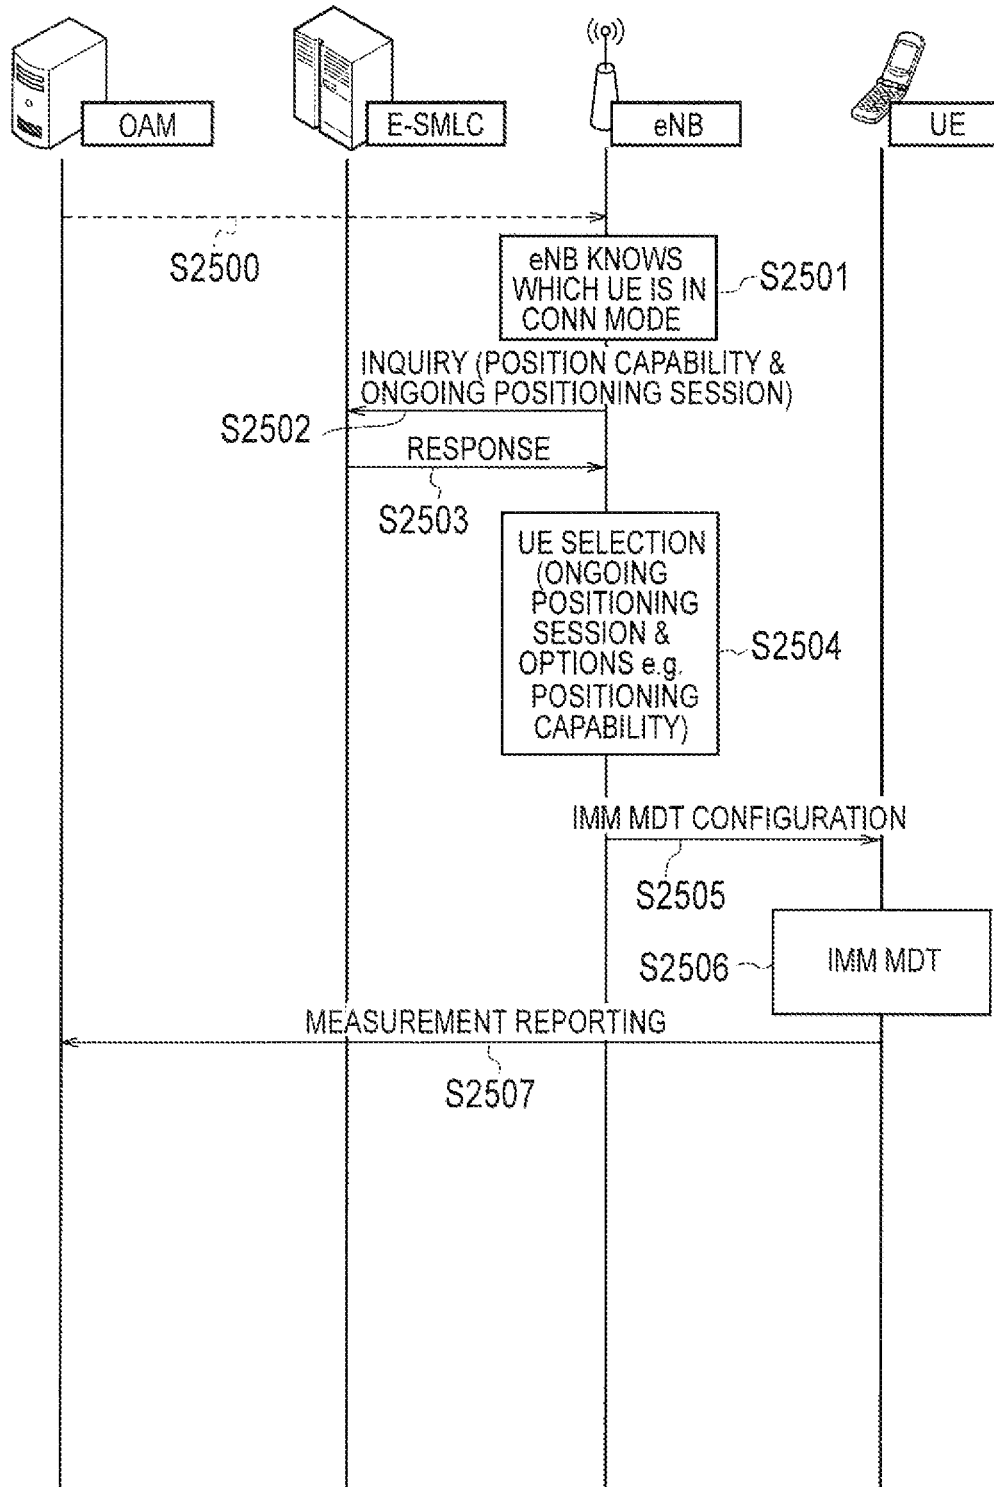 OAM
E-SMLC
eNB
UE
S2500
eNB KNOWS
WHICH UE IS IN
CONN MODE
S2501
INQUIRY (POSITION CAPABILITY &
ONGOING POSITIONING SESSION)
S2502
RESPONSE
S2503
UE SELECTION
(ONGOING
POSITIONING
SESSION &
OPTIONS e.g.
POSITIONING
CAPABILITY)
S2504
IMM MDT CONFIGURATION
S2505
IMM MDT
S2506
MEASUREMENT REPORTING
S2507